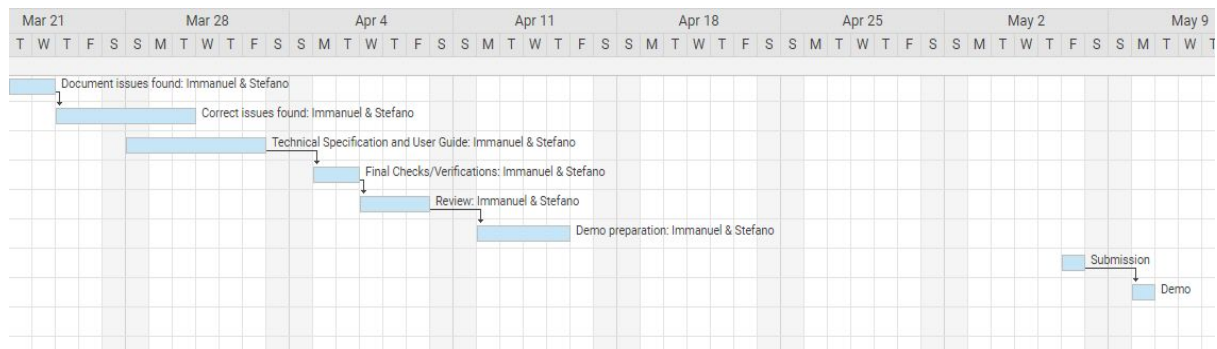 Mar 21 Mar 28 Apr 4 Apr 11 Apr 18 Apr 25 May 2 May 9
T W T F S S M T W T F S S M T W T F S S M T W T F S S M T W T F S S M T W T F S S M T W T F S S M T W T
Document issues found: Immanuel & Stefano
Correct issues found: Immanuel & Stefano
Technical Specification and User Guide: Immanuel & Stefano
Final Checks/Verifications: Immanuel & Stefano
Review: Immanuel & Stefano
Demo preparation: Immanuel & Stefano
Submission
Demo